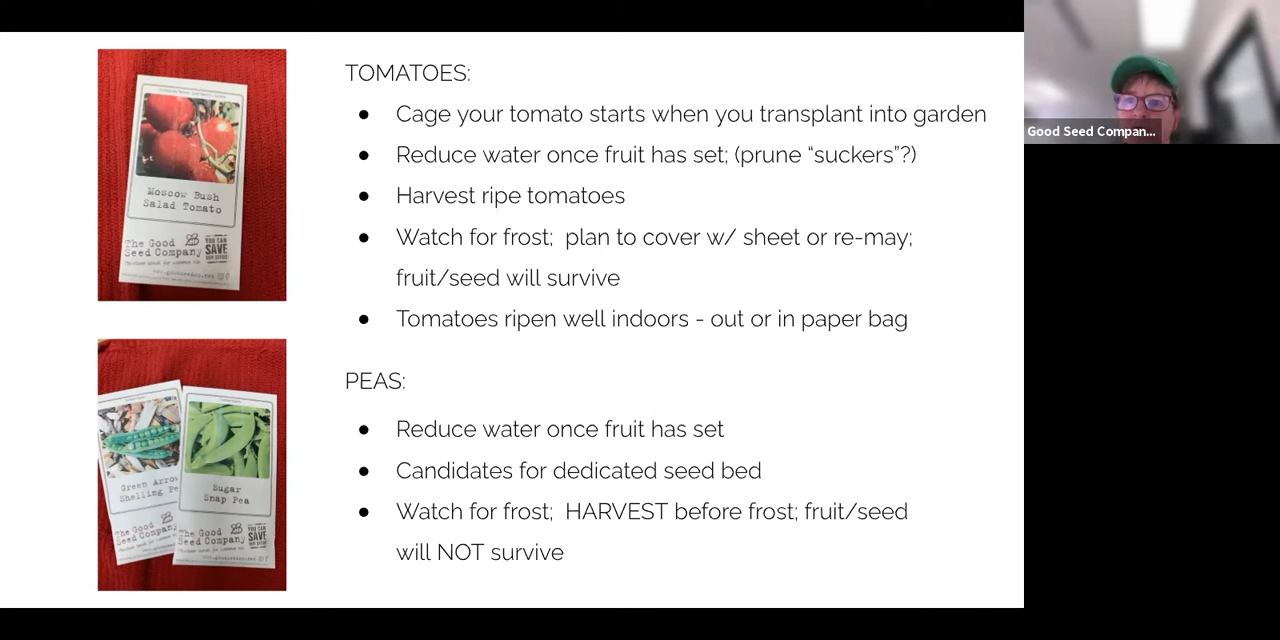 TOMATOES:
● Cage your tomato starts when you transplant into garden
● Reduce water once fruit has set; (prune “suckers”?)
● Harvest ripe tomatoes
● Watch for frost;  plan to cover w/ sheet or re-may;
fruit/seed will survive
● Tomatoes ripen well indoors - out or in paper bag
PEAS:
● Reduce water once fruit has set
● Candidates for dedicated seed bed
● Watch for frost;  HARVEST before frost; fruit/seed
will NOT survive
Moscow Bush
Salad Tomato
The Good
Seed Company
YOU CAN
SAVE
Green Arrow
Shelling Pe
The Good
Seed Company
Sugar
Snap Pea
The Good
Seed Company
YOU CAN
SAVE
Good Seed Compan...